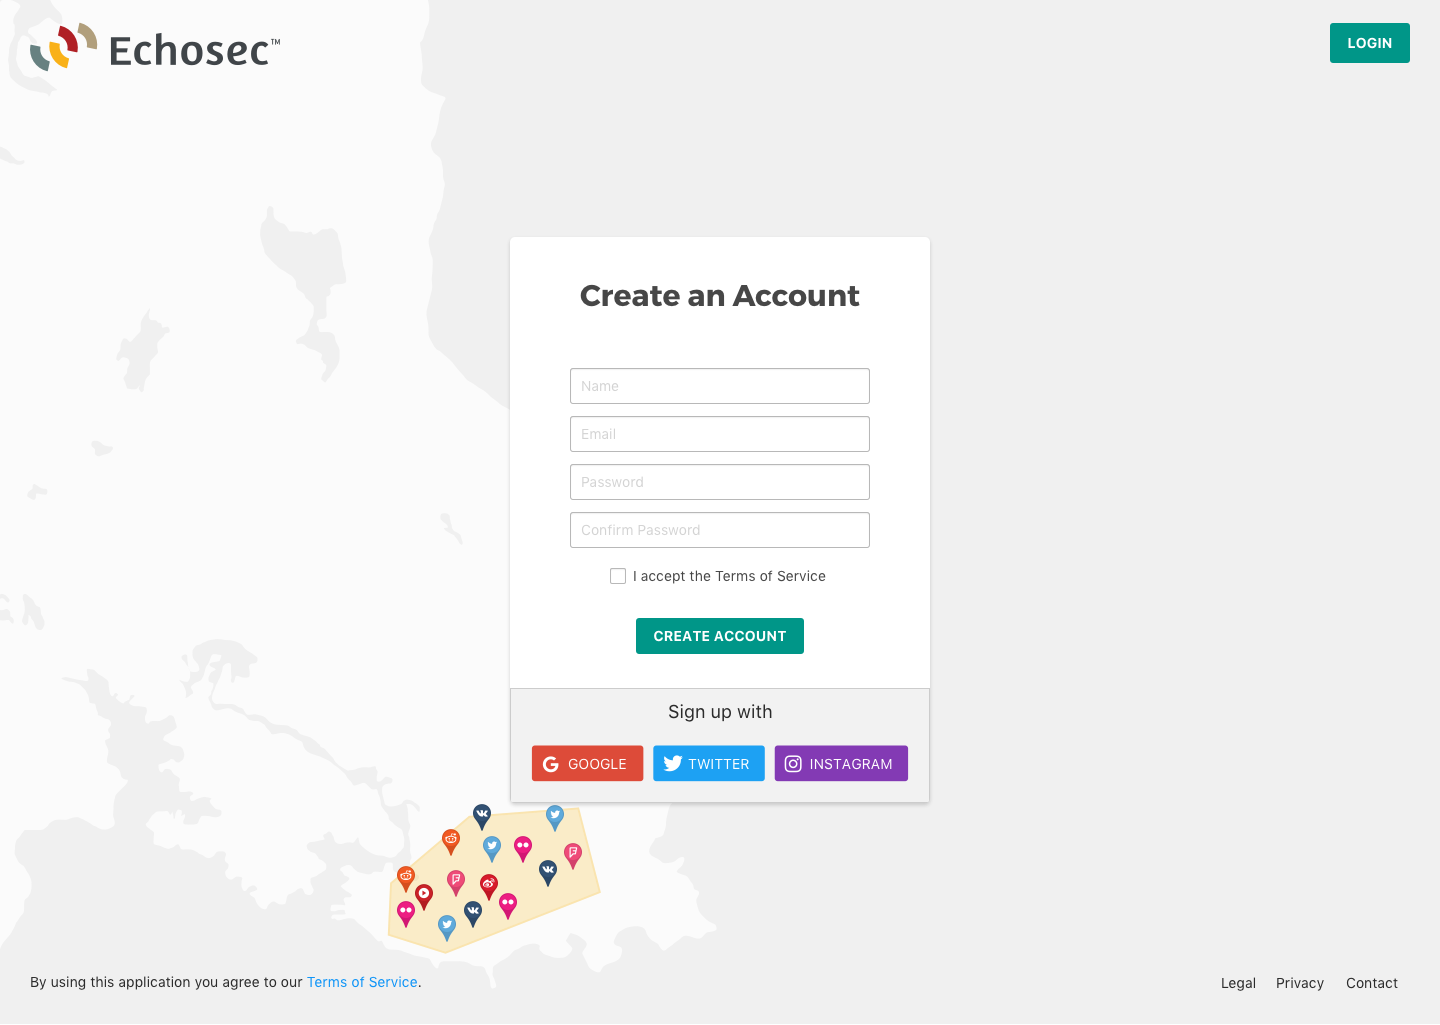 Echosec™
LOGIN
Create an Account
Name
Email
Password
Confirm Password
I accept the Terms of Service
CREATE ACCOUNT
Sign up with
GOOGLE
TWITTER
INSTAGRAM
By using this application you agree to our Terms of Service.
Legal
Privacy
Contact